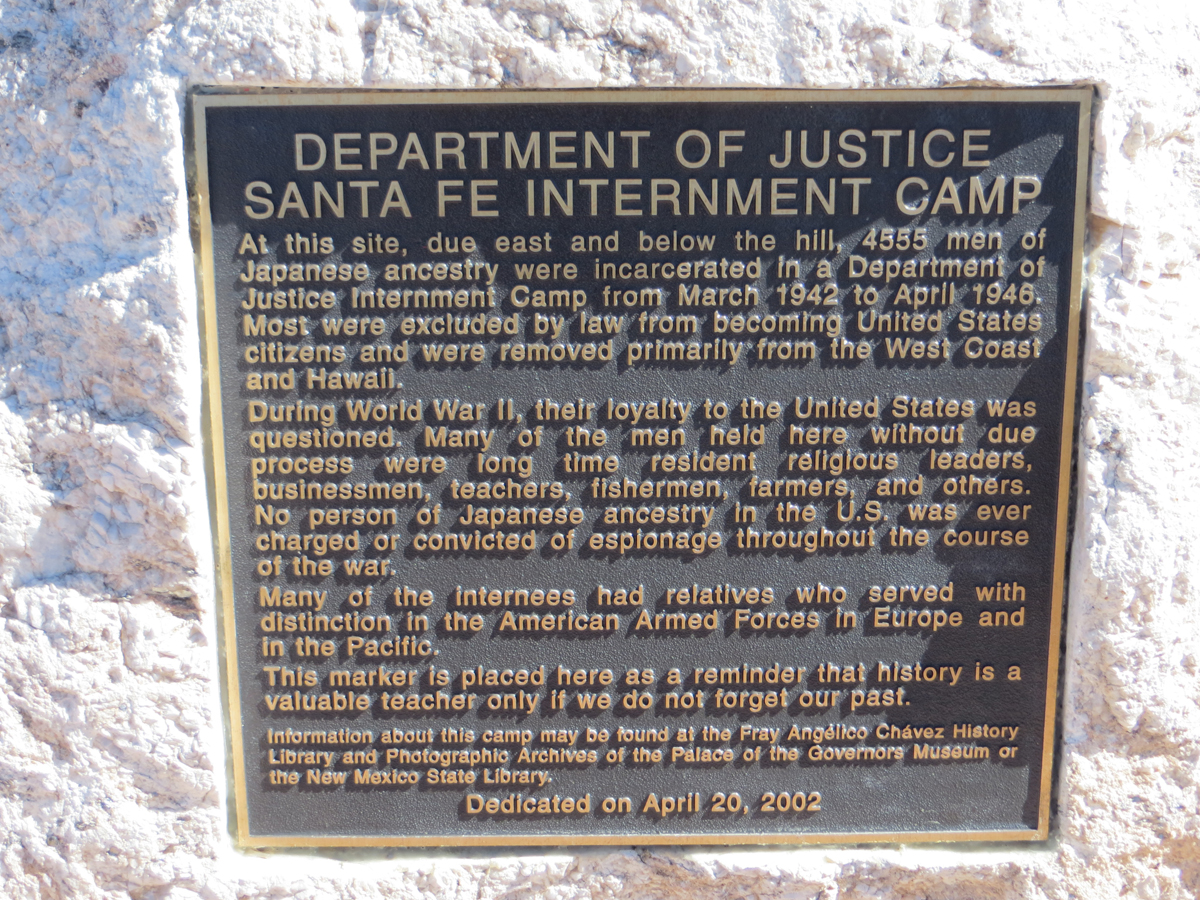 DEPARTMENT OF JUSTICE
SANTA FE INTERNMENT CAMP
At this site, due east and below the hill, 4555 men of
Japanese ancestry were incarcerated in a Department of
Justice Internment Camp from March 1942 to April 1946.
Most were excluded by law from becoming United States
citizens and were removed primarily from the West Coast
and Hawaii.
During World War II, their loyalty to the United States was
questioned. Many of the men held here without due
process were long time resident religious leaders,
businessmen, teachers, fishermen, farmers, and others.
No person of Japanese ancestry in the U.S. was ever
charged or convicted of espionage throughout the course
of the war.
Many of the internees had relatives who served with
distinction in the American Armed Forces in Europe and
in the Pacific.
This marker is placed here as a reminder that history is a
valuable teacher only if we do not forget our past.
Information about this camp may be found at the Fray Angélico Chávez History
Library and Photographic Archives of the Palace of the Governors Museum or
the New Mexico State Library.
Dedicated on April 20, 2002